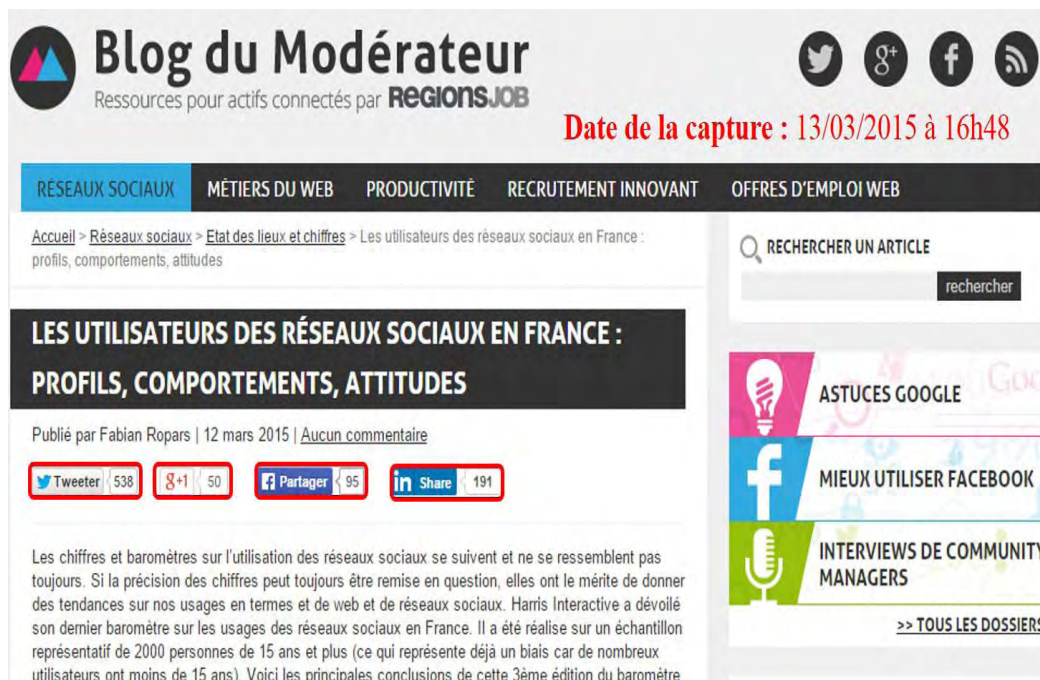 Blog du Modérateur
Ressources pour actifs connectés par REGIONSJOB
Date de la capture : 13/03/2015 à 16h48
RÉSEAUX SOCIAUX MÉTIERS DU WEB PRODUCTIVITÉ RECRUTEMENT INNOVANT OFFRES D'EMPLOI WEB
Accueil > Réseaux sociaux > Etat des lieux et chiffres > Les utilisateurs des réseaux sociaux en France :
profils, comportements, attitudes
LES UTILISATEURS DES RÉSEAUX SOCIAUX EN FRANCE :
PROFILS, COMPORTEMENTS, ATTITUDES
Publié par Fabian Ropars | 12 mars 2015 | Aucun commentaire
Tweeter 538 g+1 50 Partager 95 in Share 191
Les chiffres et baromètres sur l'utilisation des réseaux sociaux se suivent et ne se ressemblent pas
toujours. Si la précision des chiffres peut toujours être remise en question, elles ont le mérite de donner
des tendances sur nos usages en termes et de web et de réseaux sociaux. Harris Interactive a dévoilé
son dernier baromètre sur les usages des réseaux sociaux en France. Il a été réalise sur un échantillon
représentatif de 2000 personnes de 15 ans et plus (ce qui représente déjà un biais car de nombreux
utilisateurs ont moins de 15 ans). Voici les principales conclusions de cette 3ème édition du baromètre
RECHERCHER UN ARTICLE
rechercher
ASTUCES GOOGLE
MIEUX UTILISER FACEBOOK
INTERVIEWS DE COMMUNITY
MANAGERS
>> TOUS LES DOSSIERS